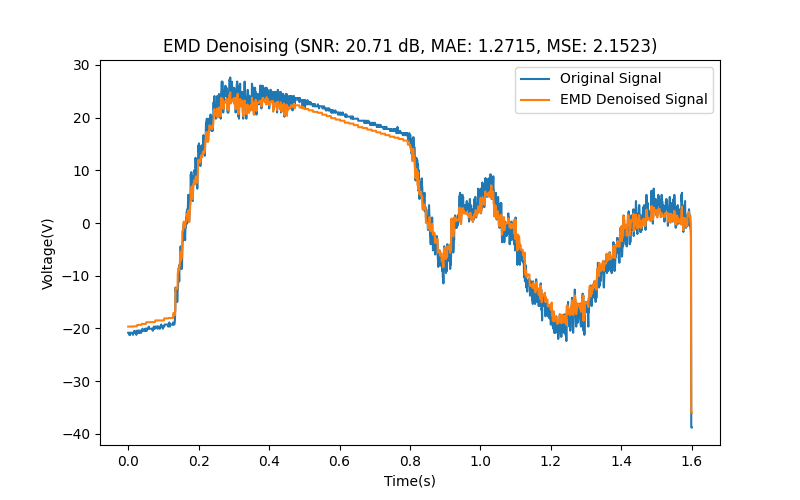 EMD Denoising (SNR: 20.71 dB, MAE: 1.2715, MSE: 2.1523)
Original Signal
EMD Denoised Signal
30
20
10
0
−10
−20
−30
−40
Voltage(V)
0.0 0.2 0.4 0.6 0.8 1.0 1.2 1.4 1.6
Time(s)